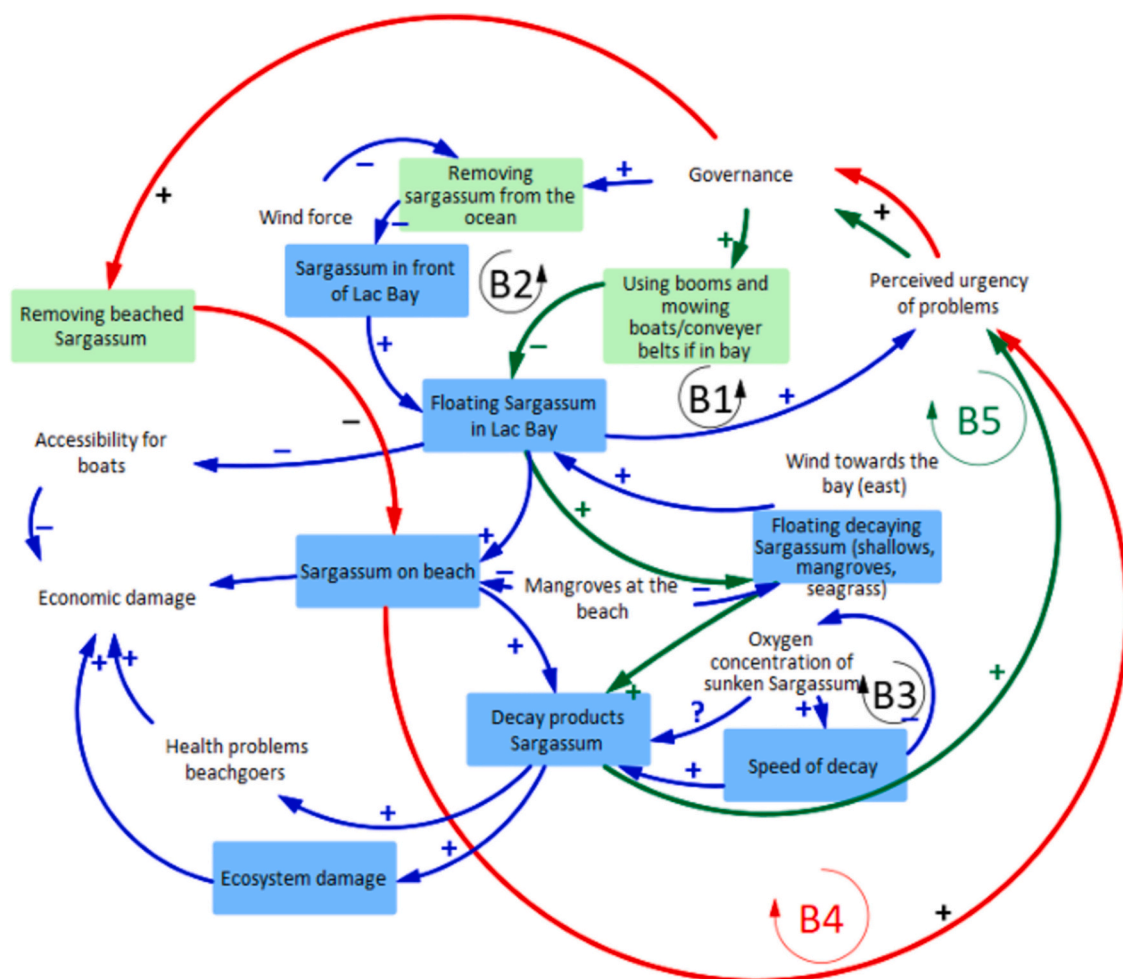 +
−
Removing
sargassum from the
ocean
+
Governance
Wind force
−
+
+
Sargassum in front
of Lac Bay
B2
Using booms and
mowing
boats/conveyer
belts if in bay
Perceived urgency
of problems
Removing beached
Sargassum
+
−
B1
+
Floating Sargassum
in Lac Bay
B5
−
Accessibility for
boats
−
Wind towards the
bay (east)
+
−
+
Floating decaying
Sargassum (shallows,
mangroves,
seagrass)
+
Sargassum on beach
−
Mangroves at the
beach
−
Economic damage
+
+
+
Oxygen
concentration of
sunken Sargassum
B3
+
+
?
+
−
Decay products
Sargassum
Health problems
beachgoers
+
Speed of decay
+
+
Ecosystem damage
B4
+